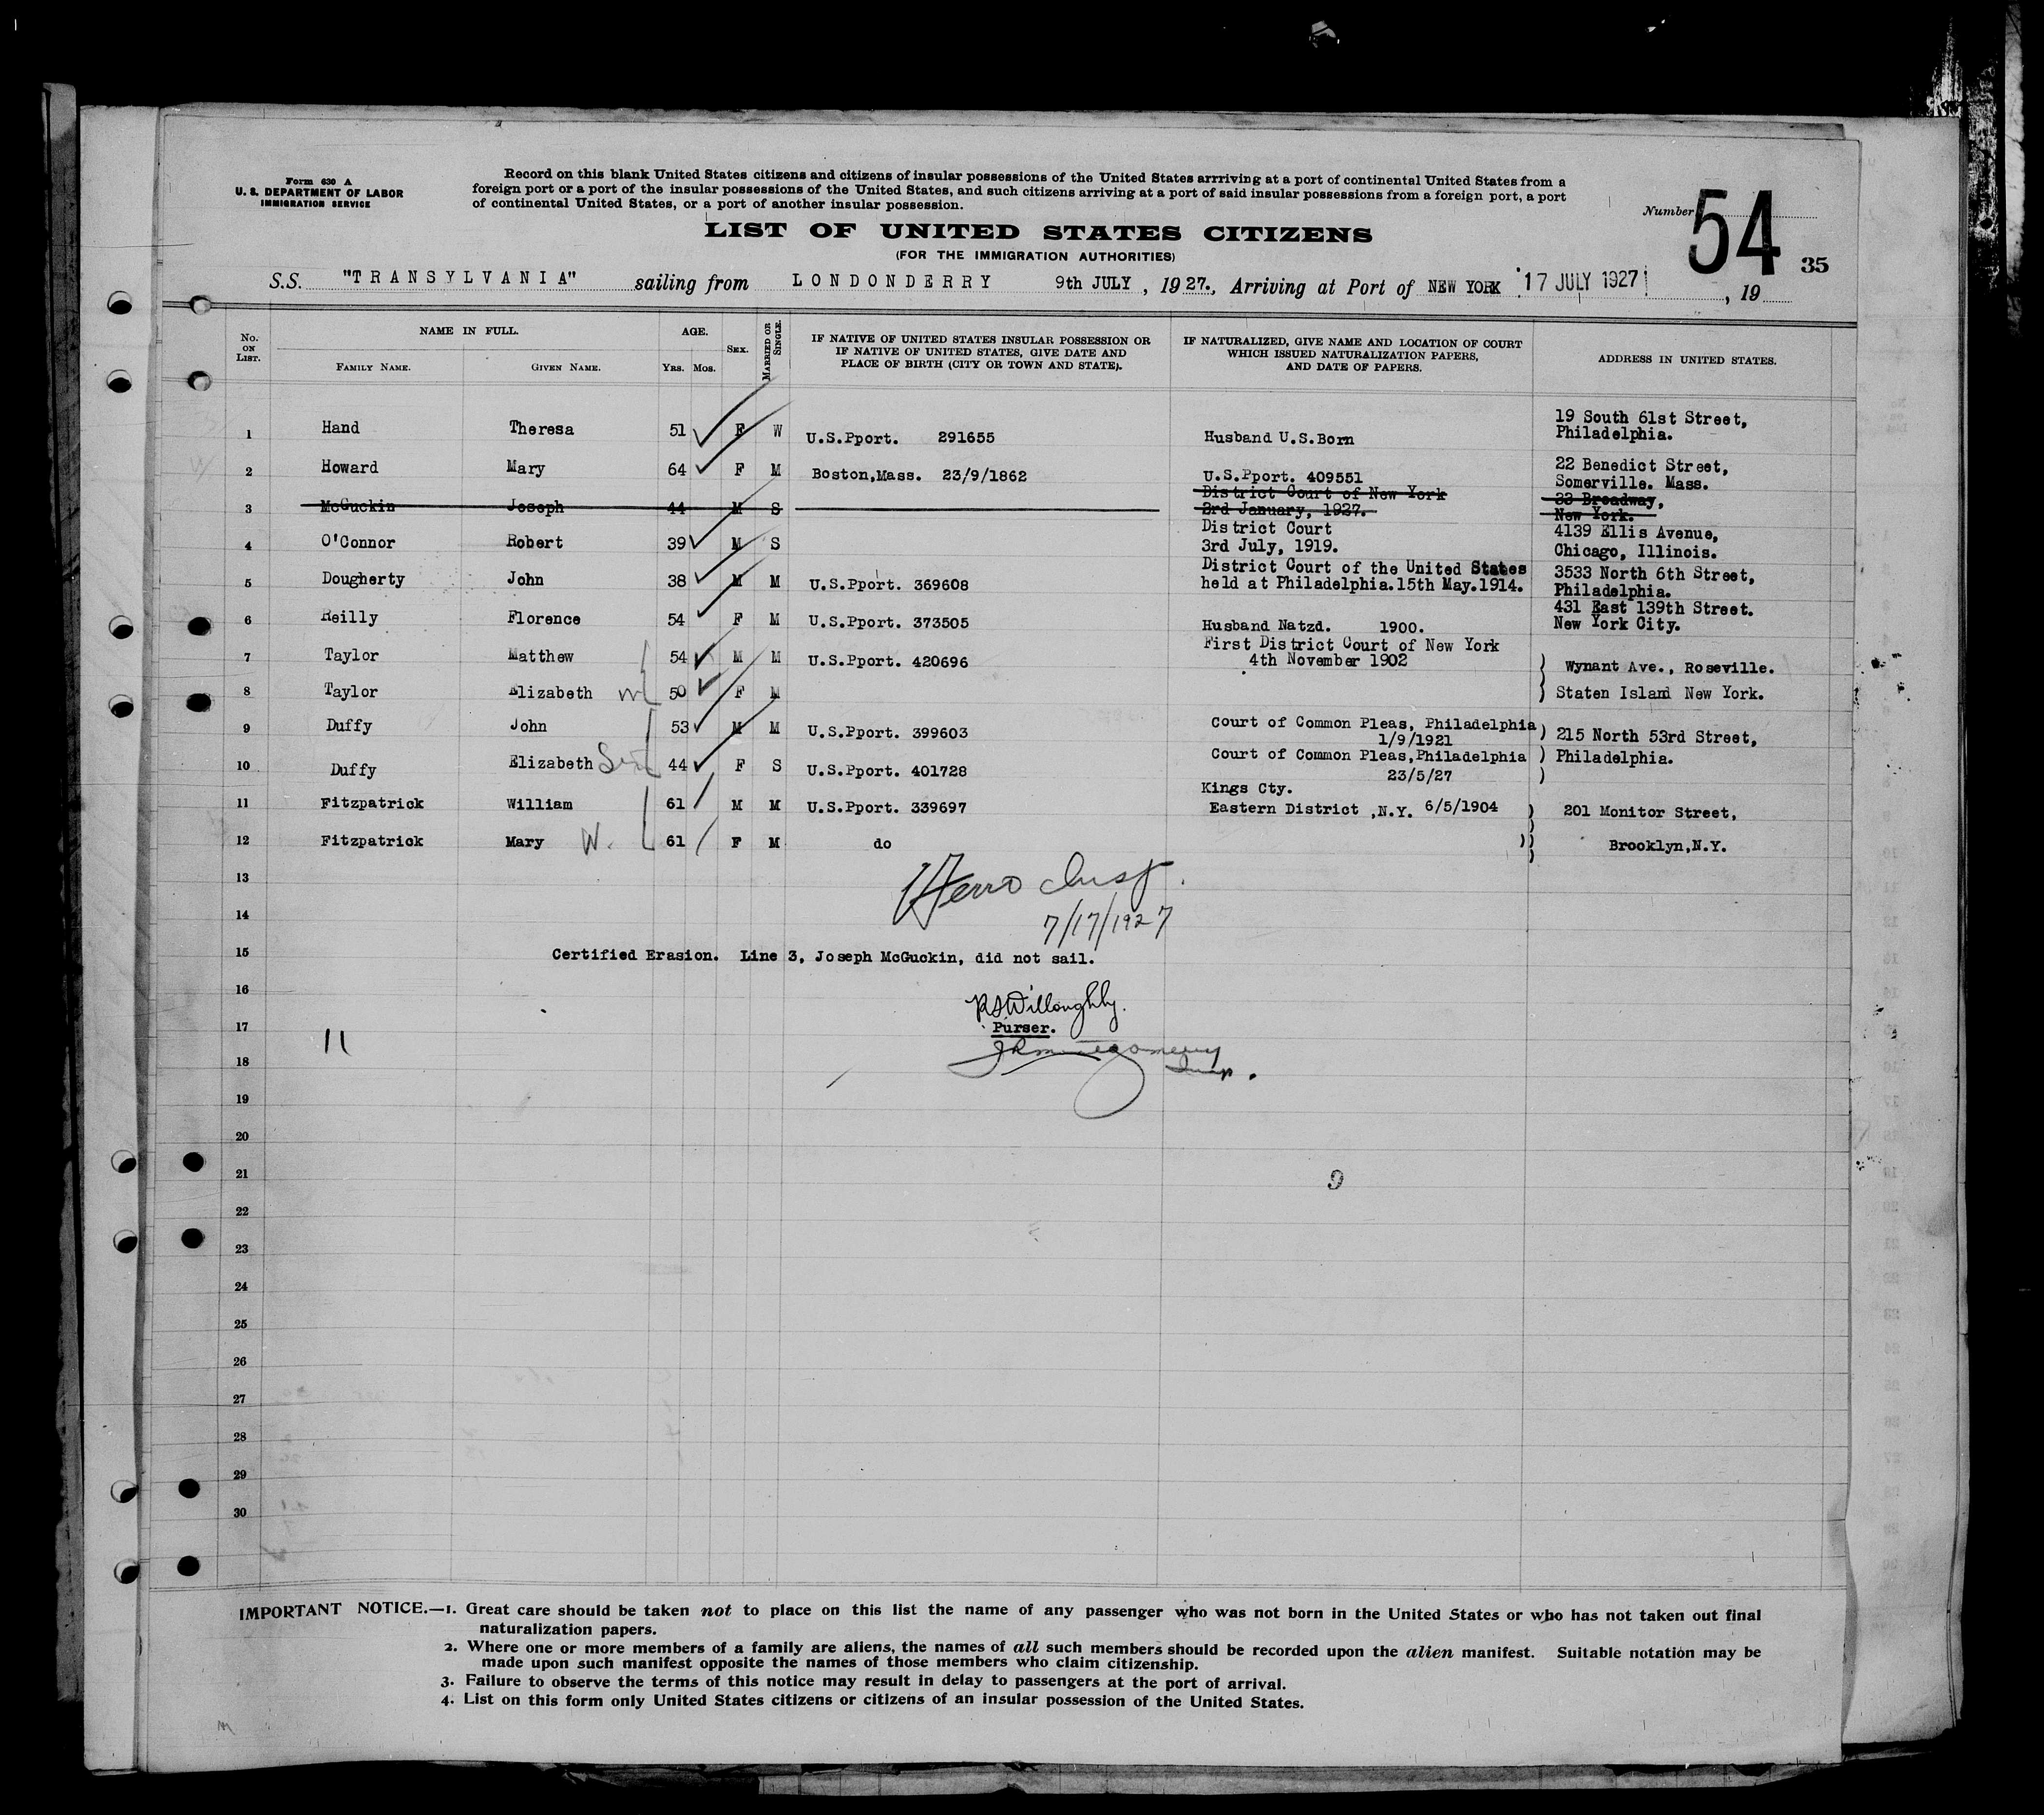 Form 630 A
U. S. DEPARTMENT OF LABOR
IMMIGRATION SERVICE
Record on this blank United States citizens and citizens of insular possessions of the United States arrriving at a port of continental United States from a
foreign port or a port of the insular possessions of the United States, and such citizens arriving at a port of said insular possessions from a foreign port, a port
of continental United States, or a port of another insular possession.
Number 54
35
LIST OF UNITED STATES CITIZENS
(FOR THE IMMIGRATION AUTHORITIES)
S.S. "TRANSYLVANIA" sailing from LONDONDERRY 9th JULY, 1927., Arriving at Port of NEW YORK 17 JULY 1927, 19
No. ON LIST.
NAME IN FULL.
FAMILY NAME.
GIVEN NAME.
AGE.
YRS. MOS.
SEX.
MARRIED OR SINGLE.
IF NATIVE OF UNITED STATES INSULAR POSSESSION OR
IF NATIVE OF UNITED STATES, GIVE DATE AND
PLACE OF BIRTH (CITY OR TOWN AND STATE).
IF NATURALIZED, GIVE NAME AND LOCATION OF COURT
WHICH ISSUED NATURALIZATION PAPERS,
AND DATE OF PAPERS.
ADDRESS IN UNITED STATES.
1 Hand Theresa 51 F W U.S.Pport. 291655 Husband U.S.Born 19 South 61st Street,
Philadelphia.
2 Howard Mary 64 F M Boston,Mass. 23/9/1862 U.S.Pport. 409551 22 Benedict Street,
Somerville. Mass.
3 McGuckin Joseph 44 M S District Court of New York 33 Broadway,
3rd January, 1927. New York.
4 O'Connor Robert 39 M S District Court 4139 Ellis Avenue,
3rd July, 1919. Chicago, Illinois.
5 Dougherty John 38 M M U.S.Pport. 369608 District Court of the United States 3533 North 6th Street,
held at Philadelphia.15th May.1914. Philadelphia.
6 Reilly Florence 54 F M U.S.Pport. 373505 Husband Natzd. 1900. 431 East 139th Street.
New York City.
7 Taylor Matthew 54 M M U.S.Pport. 420696 First District Court of New York
4th November 1902 ) Wynant Ave., Roseville.
8 Taylor Elizabeth 50 F M ) Staten Island New York.
9 Duffy John 53 M M U.S.Pport. 399603 Court of Common Pleas, Philadelphia ) 215 North 53rd Street,
1/9/1921
10 Duffy Elizabeth 44 F S U.S.Pport. 401728 Court of Common Pleas,Philadelphia ) Philadelphia.
23/5/27 )
11 Fitzpatrick William 61 M M U.S.Pport. 339697 Kings Cty.
Eastern District ,N.Y. 6/5/1904 ) 201 Monitor Street,
12 Fitzpatrick Mary W. 61 F M do ) Brooklyn,N.Y.
13
14
7/17/1927
15 Certified Erasion. Line 3, Joseph McGuckin, did not sail.
16 Willoughby.
17 Purser.
11
18
19
20
21
9
22
23
24
25
26
27
28
29
30
IMPORTANT NOTICE.—1. Great care should be taken not to place on this list the name of any passenger who was not born in the United States or who has not taken out final
naturalization papers.
2. Where one or more members of a family are aliens, the names of all such members should be recorded upon the alien manifest. Suitable notation may be
made upon such manifest opposite the names of those members who claim citizenship.
3. Failure to observe the terms of this notice may result in delay to passengers at the port of arrival.
4. List on this form only United States citizens or citizens of an insular possession of the United States.